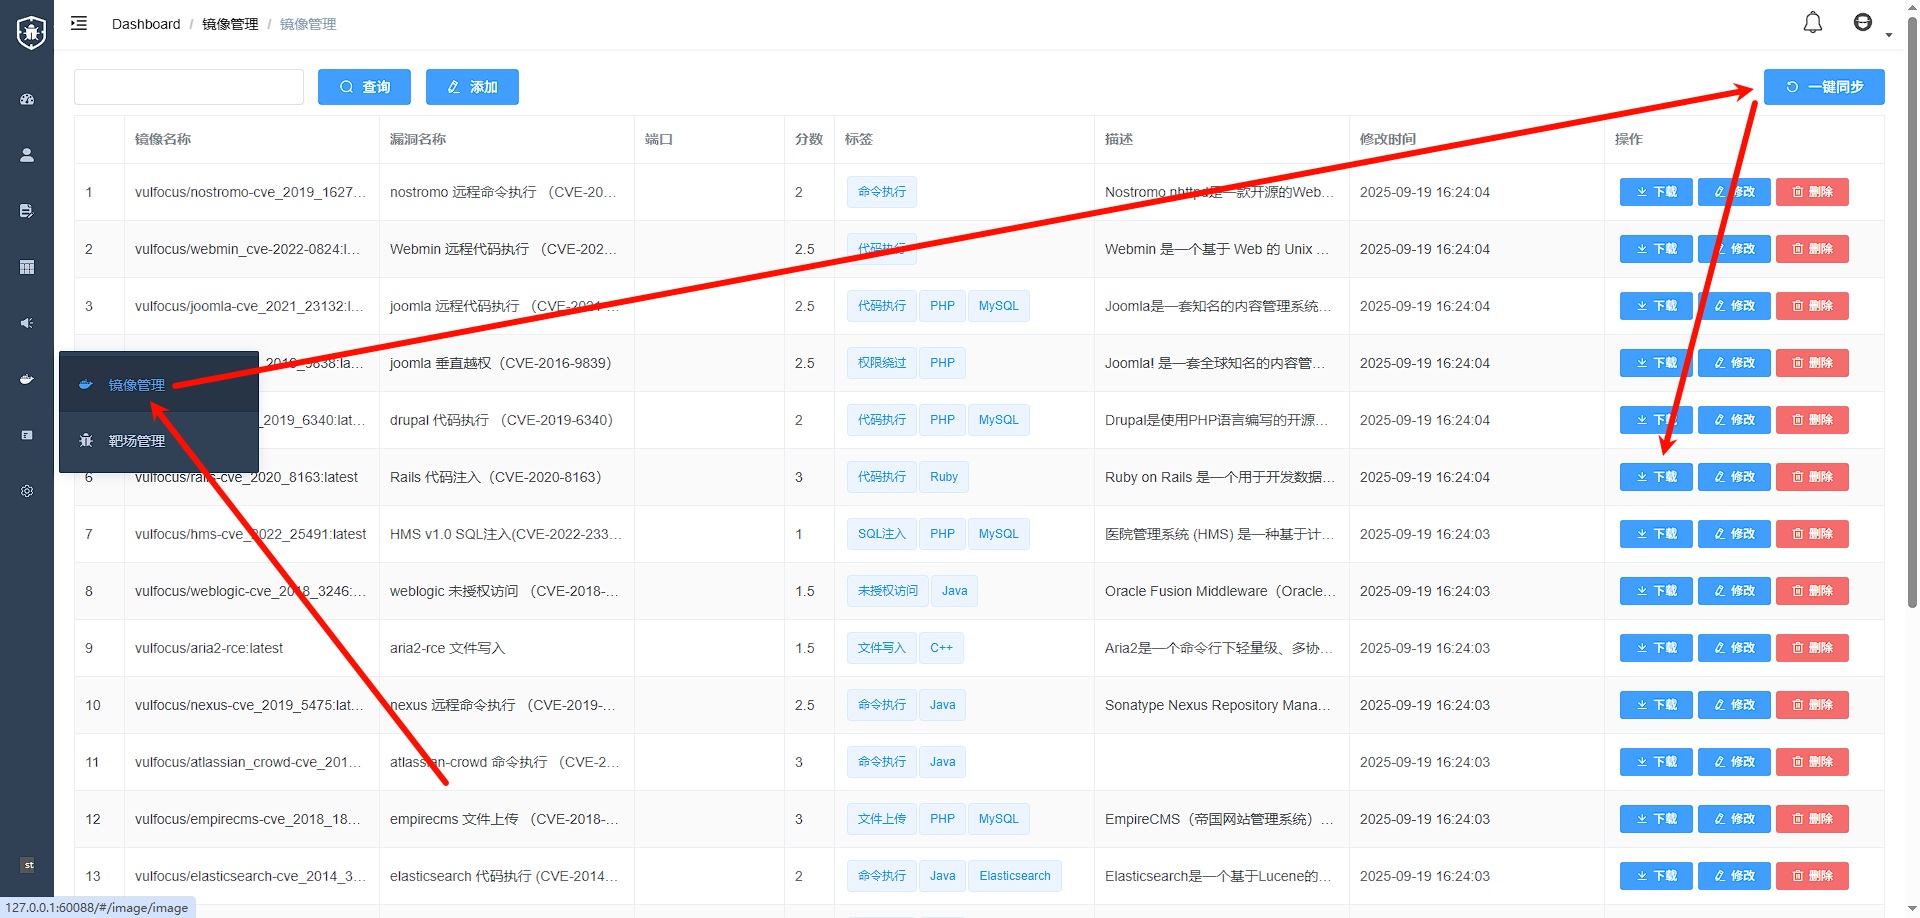 Dashboard / 镜像管理 / 镜像管理
查询
添加
一键同步
镜像名称 漏洞名称 端口 分数 标签 描述 修改时间 操作
1 vulfocus/nostromo-cve_2019_1627... nostromo 远程命令执行 （CVE-20... 2 命令执行 Nostromo nhttpd是一款开源的Web... 2025-09-19 16:24:04 下载 修改 删除
2 vulfocus/webmin_cve-2022-0824:l... Webmin 远程代码执行 （CVE-202... 2.5 代码执行 Webmin 是一个基于 Web 的 Unix ... 2025-09-19 16:24:04 下载 修改 删除
3 vulfocus/joomla-cve_2021_23132:l... joomla 远程代码执行 （CVE-2021-... 2.5 代码执行 PHP MySQL Joomla是一套知名的内容管理系统... 2025-09-19 16:24:04 下载 修改 删除
_9838:la... joomla 垂直越权（CVE-2016-9839） 2.5 权限绕过 PHP Joomla! 是一套全球知名的内容管... 2025-09-19 16:24:04 下载 修改 删除
镜像管理
_2019_6340:lat... drupal 代码执行 （CVE-2019-6340） 2 代码执行 PHP MySQL Drupal是使用PHP语言编写的开源... 2025-09-19 16:24:04 下载 修改 删除
靶场管理
6 vulfocus/rails-cve_2020_8163:latest Rails 代码注入（CVE-2020-8163） 3 代码执行 Ruby Ruby on Rails 是一个用于开发数据... 2025-09-19 16:24:04 下载 修改 删除
7 vulfocus/hms-cve_2022_25491:latest HMS v1.0 SQL注入(CVE-2022-233... 1 SQL注入 PHP MySQL 医院管理系统 (HMS) 是一种基于计... 2025-09-19 16:24:03 下载 修改 删除
8 vulfocus/weblogic-cve_2018_3246:... weblogic 未授权访问 （CVE-2018-... 1.5 未授权访问 Java Oracle Fusion Middleware（Oracle... 2025-09-19 16:24:03 下载 修改 删除
9 vulfocus/aria2-rce:latest aria2-rce 文件写入 1.5 文件写入 C++ Aria2是一个命令行下轻量级、多协... 2025-09-19 16:24:03 下载 修改 删除
10 vulfocus/nexus-cve_2019_5475:lat... nexus 远程命令执行 （CVE-2019-... 2.5 命令执行 Java Sonatype Nexus Repository Mana... 2025-09-19 16:24:03 下载 修改 删除
11 vulfocus/atlassian_crowd-cve_201... atlassian-crowd 命令执行 （CVE-2... 3 命令执行 Java 2025-09-19 16:24:03 下载 修改 删除
12 vulfocus/empirecms-cve_2018_18... empirecms 文件上传 （CVE-2018-... 3 文件上传 PHP MySQL EmpireCMS（帝国网站管理系统）... 2025-09-19 16:24:03 下载 修改 删除
13 vulfocus/elasticsearch-cve_2014_3... elasticsearch 代码执行 (CVE-2014... 2 命令执行 Java Elasticsearch Elasticsearch是一个基于Lucene的... 2025-09-19 16:24:03 下载 修改 删除
st
127.0.0.1:60088/#/image/image